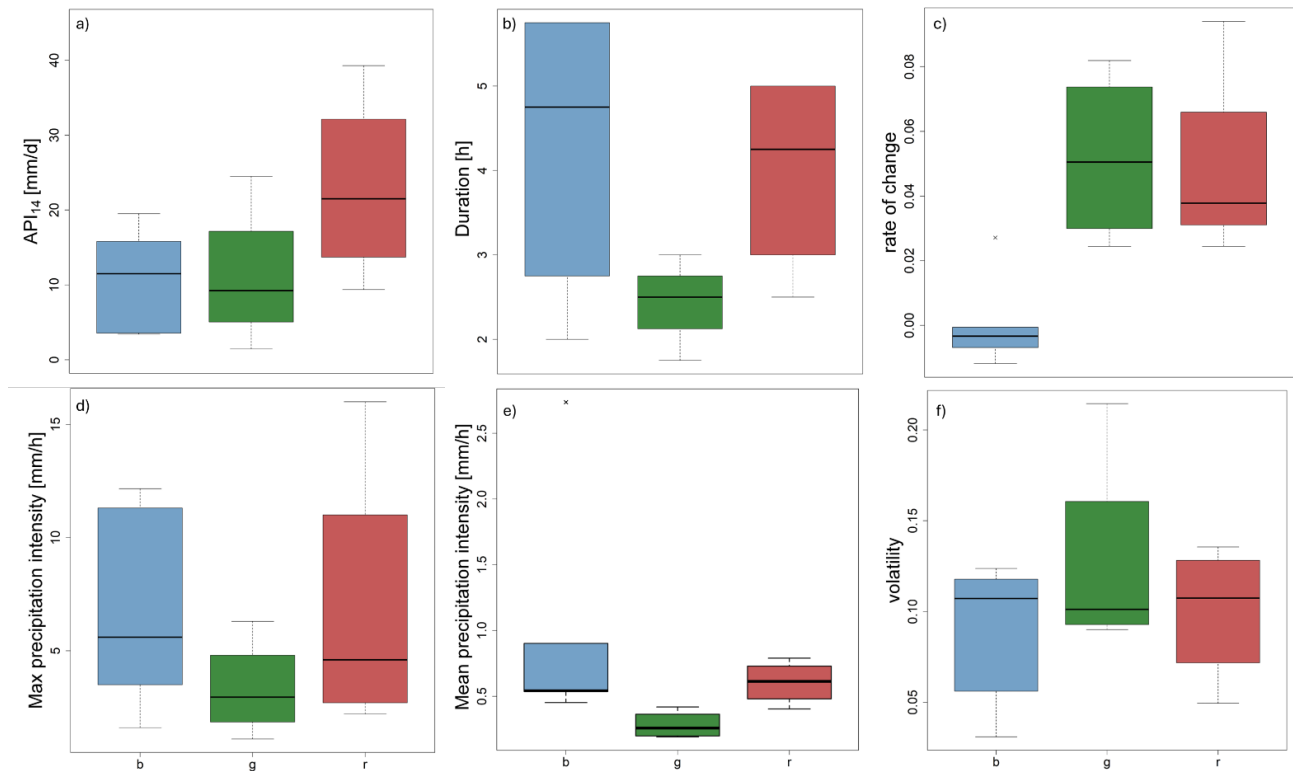 a)
API14 [mm/d]
40
30
20
10
0
b)
Duration [h]
5
4
3
2
c)
rate of change
0.08
0.06
0.04
0.02
0.00
×
d)
Max precipitation intensity [mm/h]
15
10
5
b g r
e)
Mean precipitation intensity [mm/h]
2.5
2.0
1.5
1.0
0.5
×
b g r
f)
volatility
0.20
0.15
0.10
0.05
b g r